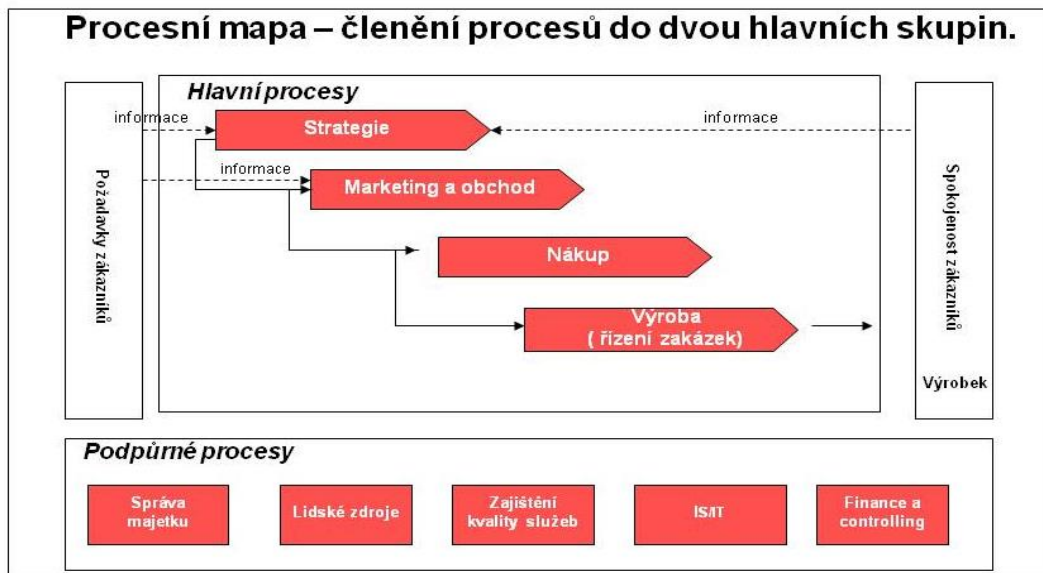 Procesní mapa – členění procesů do dvou hlavních skupin.
Hlavní procesy
informace
Strategie
informace
informace
Marketing a obchod
Požadavky zákazníků
Nákup
Spokojenost zákazníků
Výroba
( řízení zakázek)
Výrobek
Podpůrné procesy
Správa
majetku
Lidské zdroje
Zajištění
kvality služeb
IS/IT
Finance a
controlling